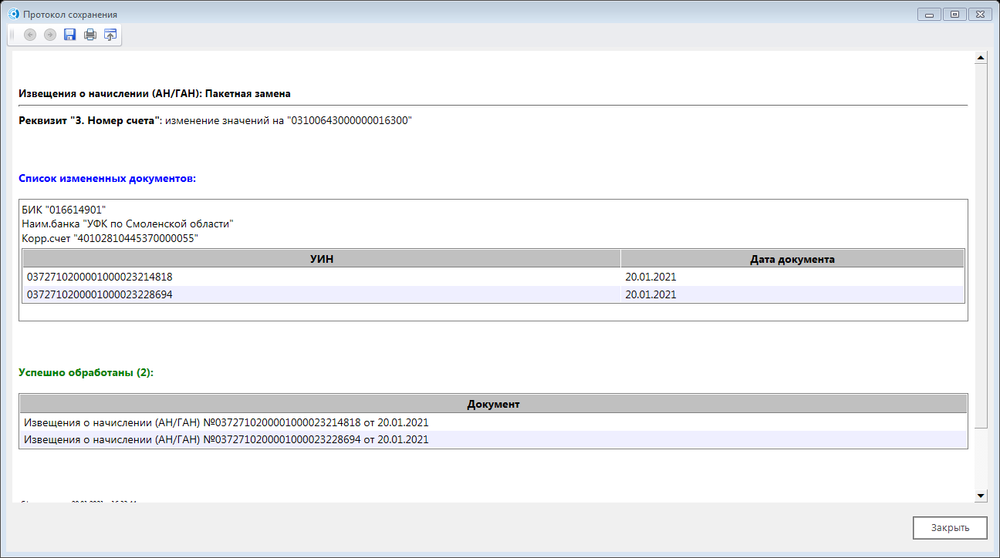 Протокол сохранения
Извещения о начислении (АН/ГАН): Пакетная замена
Реквизит "3. Номер счета": изменение значений на "03100643000000016300"
Список измененных документов:
БИК "016614901"
Наим.банка "УФК по Смоленской области"
Корр.счет "40102810445370000055"
УИН Дата документа
0372710200001000023214818 20.01.2021
0372710200001000023228694 20.01.2021
Успешно обработаны (2):
Документ
Извещения о начислении (АН/ГАН) №0372710200001000023214818 от 20.01.2021
Извещения о начислении (АН/ГАН) №0372710200001000023228694 от 20.01.2021
Закрыть